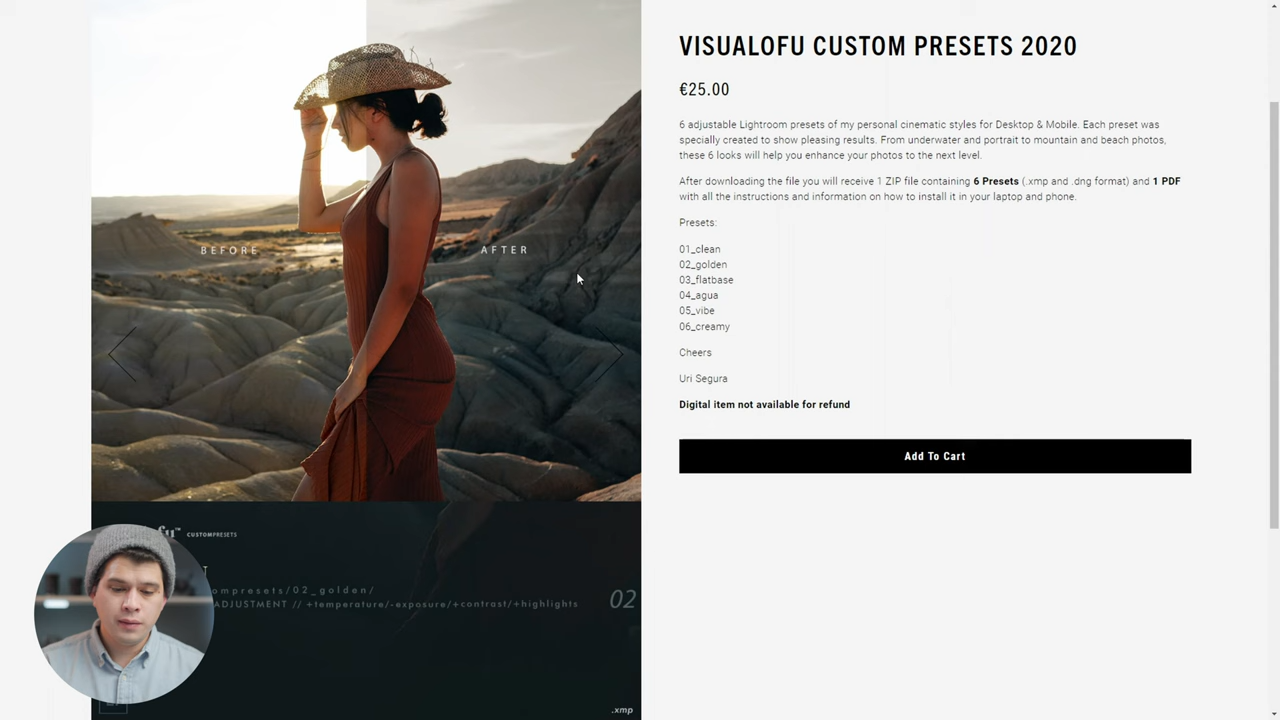 VISUALOFU CUSTOM PRESETS 2020
€25.00
6 adjustable Lightroom presets of my personal cinematic styles for Desktop & Mobile. Each preset was
specially created to show pleasing results. From underwater and portrait to mountain and beach photos,
these 6 looks will help you enhance your photos to the next level.
After downloading the file you will receive 1 ZIP file containing 6 Presets (.xmp and .dng format) and 1 PDF
with all the instructions and information on how to install it in your laptop and phone.
Presets:
01_clean
02_golden
03_flatbase
04_agua
05_vibe
06_creamy
Cheers
Uri Segura
Digital item not available for refund
Add To Cart
BEFORE
AFTER
fu™ CUSTOMPRESETS
ompresets/02_golden/
ADJUSTMENT // +temperature/-exposure/+contrast/+highlights
02
.xmp